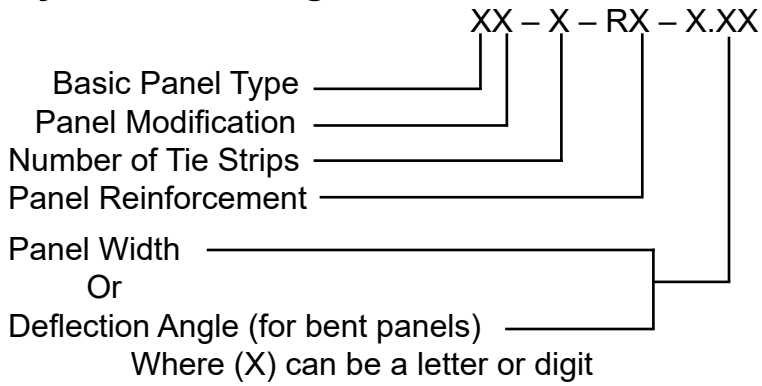 XX – X – RX – X.XX
Basic Panel Type
Panel Modification
Number of Tie Strips
Panel Reinforcement
Panel Width
Or
Deflection Angle (for bent panels)
Where (X) can be a letter or digit